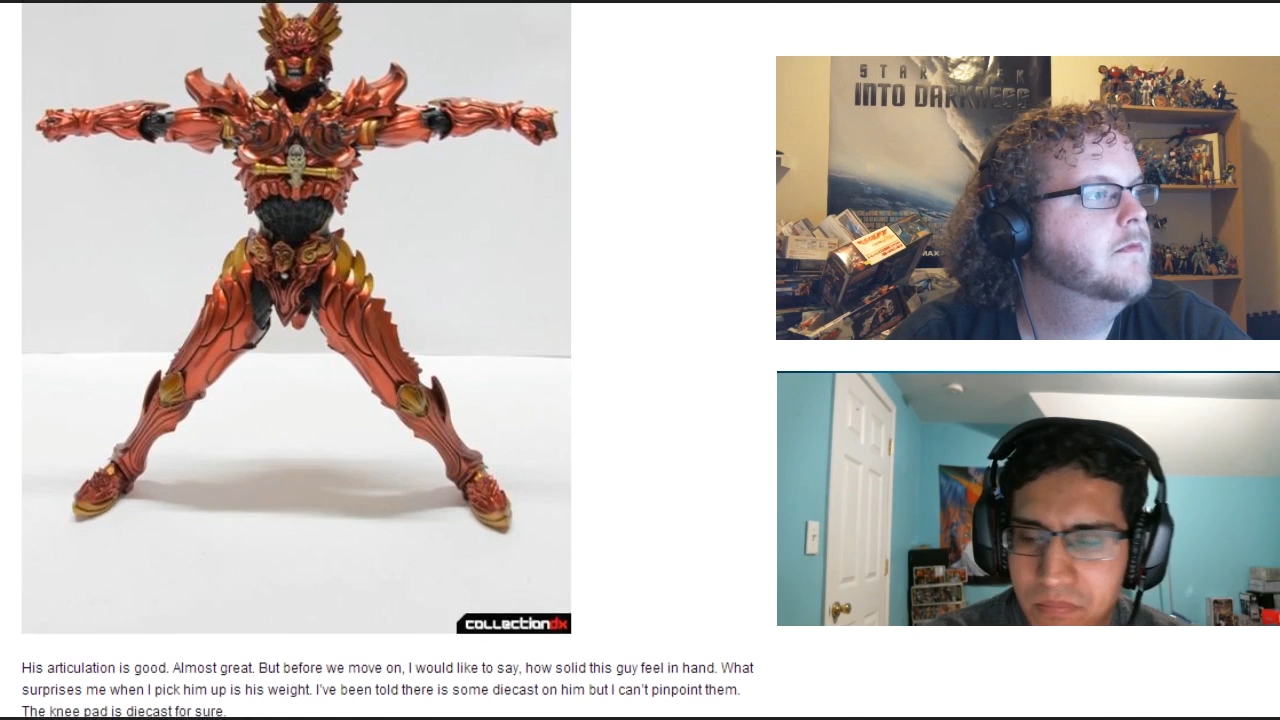 STAR TREK
INTO DARKNESS
MAX
COLLECTIONDX
His articulation is good. Almost great. But before we move on, I would like to say, how solid this guy feel in hand. What
surprises me when I pick him up is his weight. I've been told there is some diecast on him but I can't pinpoint them.
The knee pad is diecast for sure.